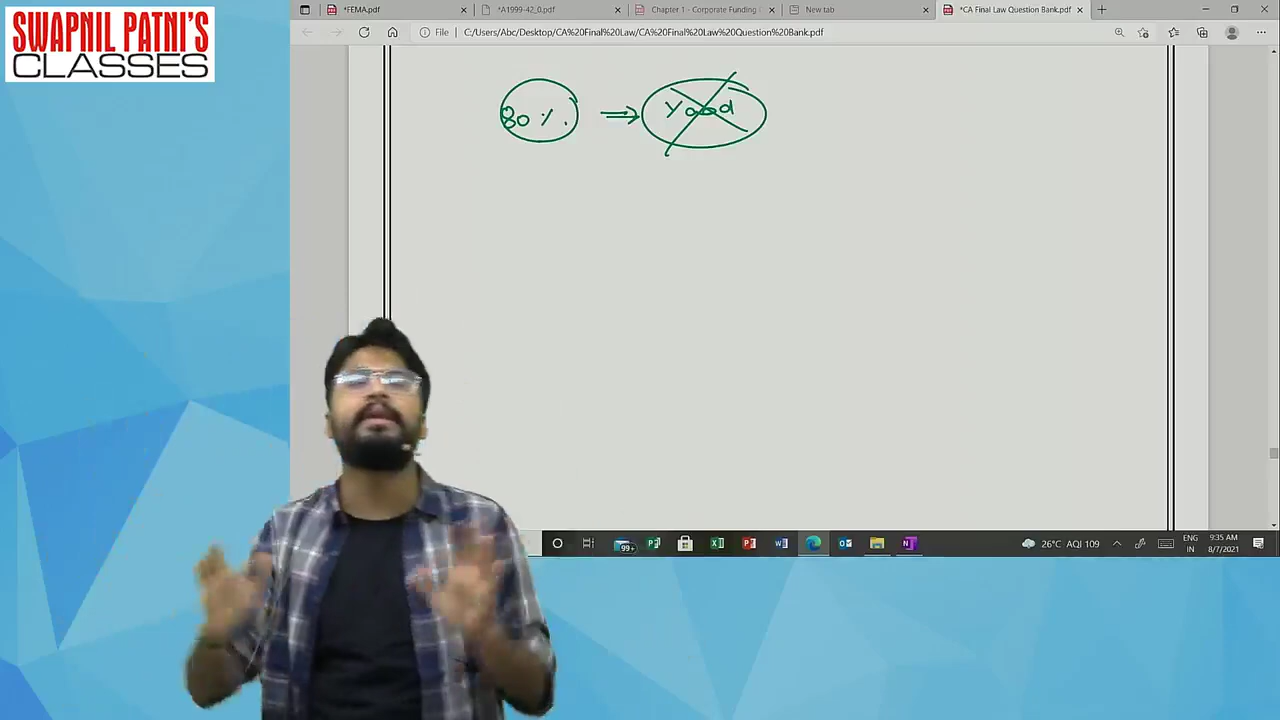 SWAPNIL PATNI'S
CLASSES
*FEMA.pdf
*A1999-42_0.pdf
Chapter 1 - Corporate Funding
New tab
*CA Final Law Question Bank.pdf
File
C:/Users/Abc/Desktop/CA%20Final%20Law/CA%20Final%20Law%20Question%20Bank.pdf
80 %. ⇒ Yaad
99+
26°C AQI 109
ENG
IN
9:35 AM
8/7/2021